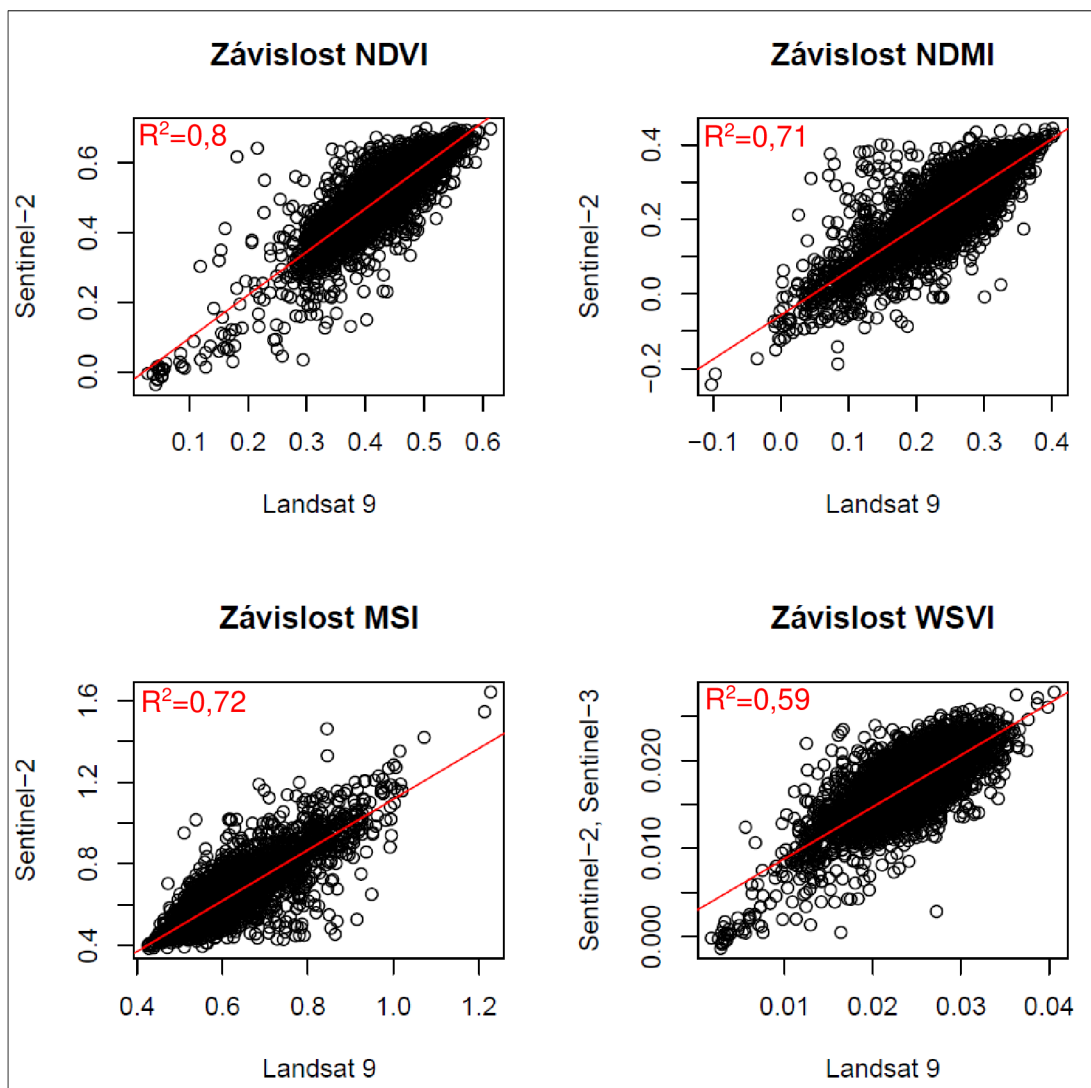 Závislost NDVI
R²=0,8
Sentinel-2
0.0 0.2 0.4 0.6
0.1 0.2 0.3 0.4 0.5 0.6
Landsat 9
Závislost NDMI
R²=0,71
Sentinel-2
−0.2 0.0 0.2 0.4
−0.1 0.0 0.1 0.2 0.3 0.4
Landsat 9
Závislost MSI
R²=0,72
Sentinel-2
0.4 0.8 1.2 1.6
0.4 0.6 0.8 1.0 1.2
Landsat 9
Závislost WSVI
R²=0,59
Sentinel-2, Sentinel-3
0.000 0.010 0.020
0.01 0.02 0.03 0.04
Landsat 9